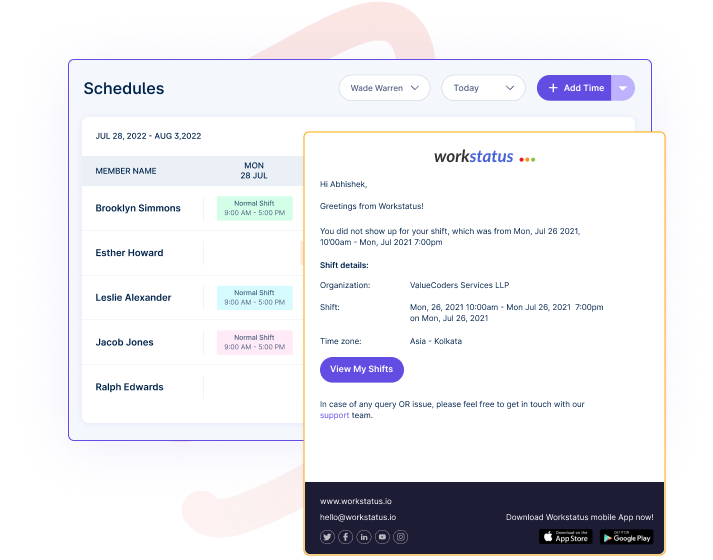 Schedules
Wade Warren
Today
+ Add Time
JUL 28, 2022 - AUG 3,2022
MEMBER NAME
MON
28 JUL
Brooklyn Simmons
Normal Shift
9:00 AM - 5:00 PM
Esther Howard
Leslie Alexander
Normal Shift
9:00 AM - 5:00 PM
Jacob Jones
Normal Shift
9:00 AM - 5:00 PM
Ralph Edwards
workstatus
Hi Abhishek,
Greetings from Workstatus!
You did not show up for your shift, which was from Mon, Jul 26 2021,
10'00am - Mon, Jul 2021 7:00pm
Shift details:
Organization: ValueCoders Services LLP
Shift: Mon, 26, 2021 10:00am - Mon Jul 26, 2021 7:00pm
on Mon, Jul 26, 2021
Time zone: Asia - Kolkata
View My Shifts
In case of any query OR issue, please feel free to get in touch with our
support team.
www.workstatus.io
hello@workstatus.io
Download Workstatus mobile App now!
Download on the
App Store
GET IT ON
Google Play